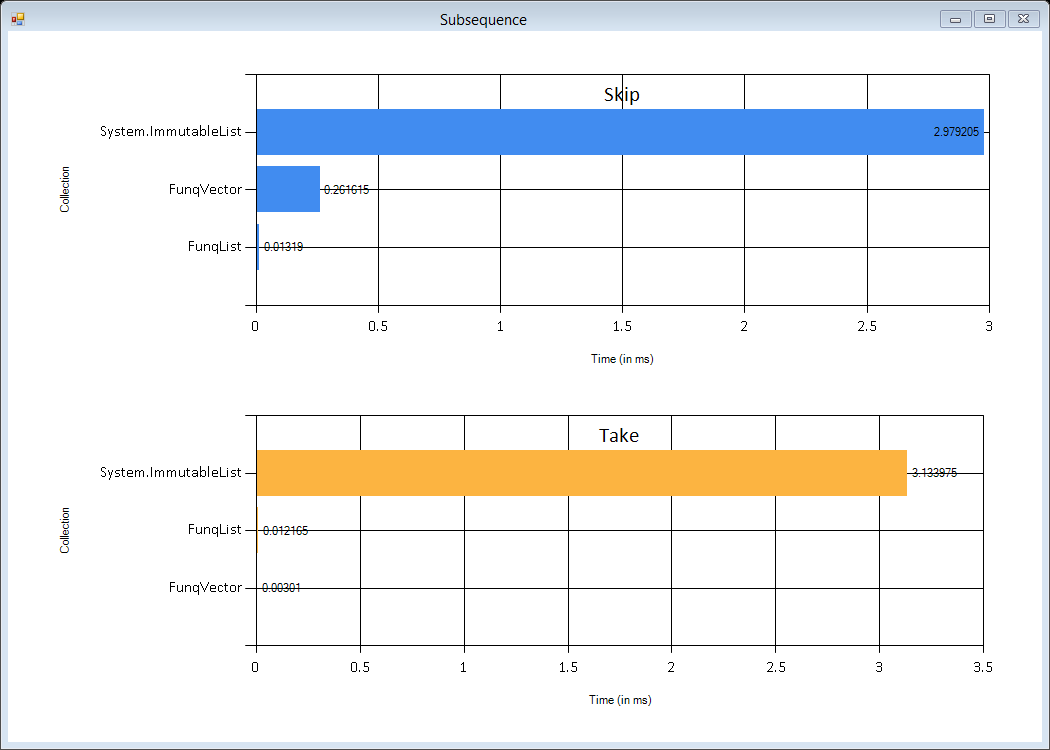 Subsequence
Skip
System.ImmutableList
2.979205
FunqVector
0.261615
FunqList
0.01319
Collection
0 0.5 1 1.5 2 2.5 3
Time (in ms)
Take
System.ImmutableList
3.133975
FunqList
0.012165
FunqVector
0.00301
Collection
0 0.5 1 1.5 2 2.5 3 3.5
Time (in ms)